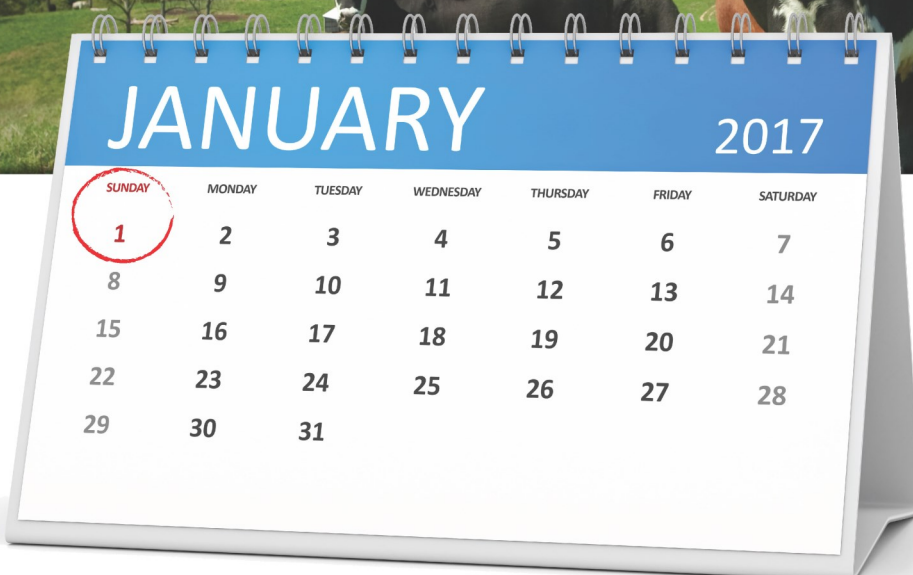 JANUARY 2017
SUNDAY MONDAY TUESDAY WEDNESDAY THURSDAY FRIDAY SATURDAY
1 2 3 4 5 6 7
8 9 10 11 12 13 14
15 16 17 18 19 20 21
22 23 24 25 26 27 28
29 30 31